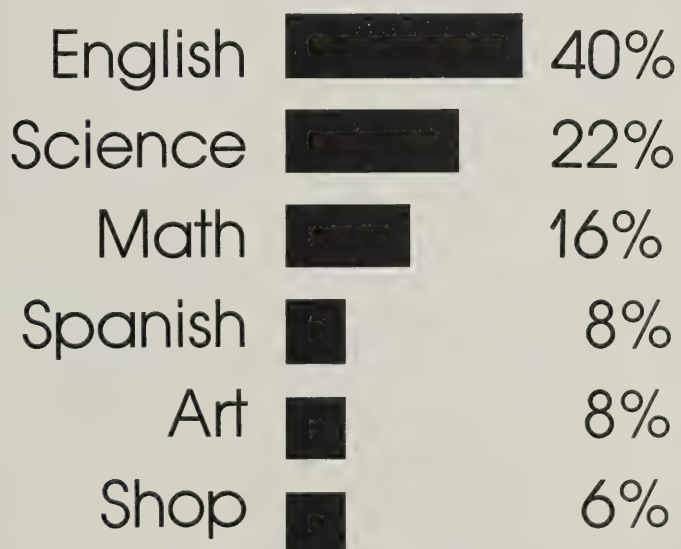 English 40%
Science 22%
Math 16%
Spanish 8%
Art 8%
Shop 6%